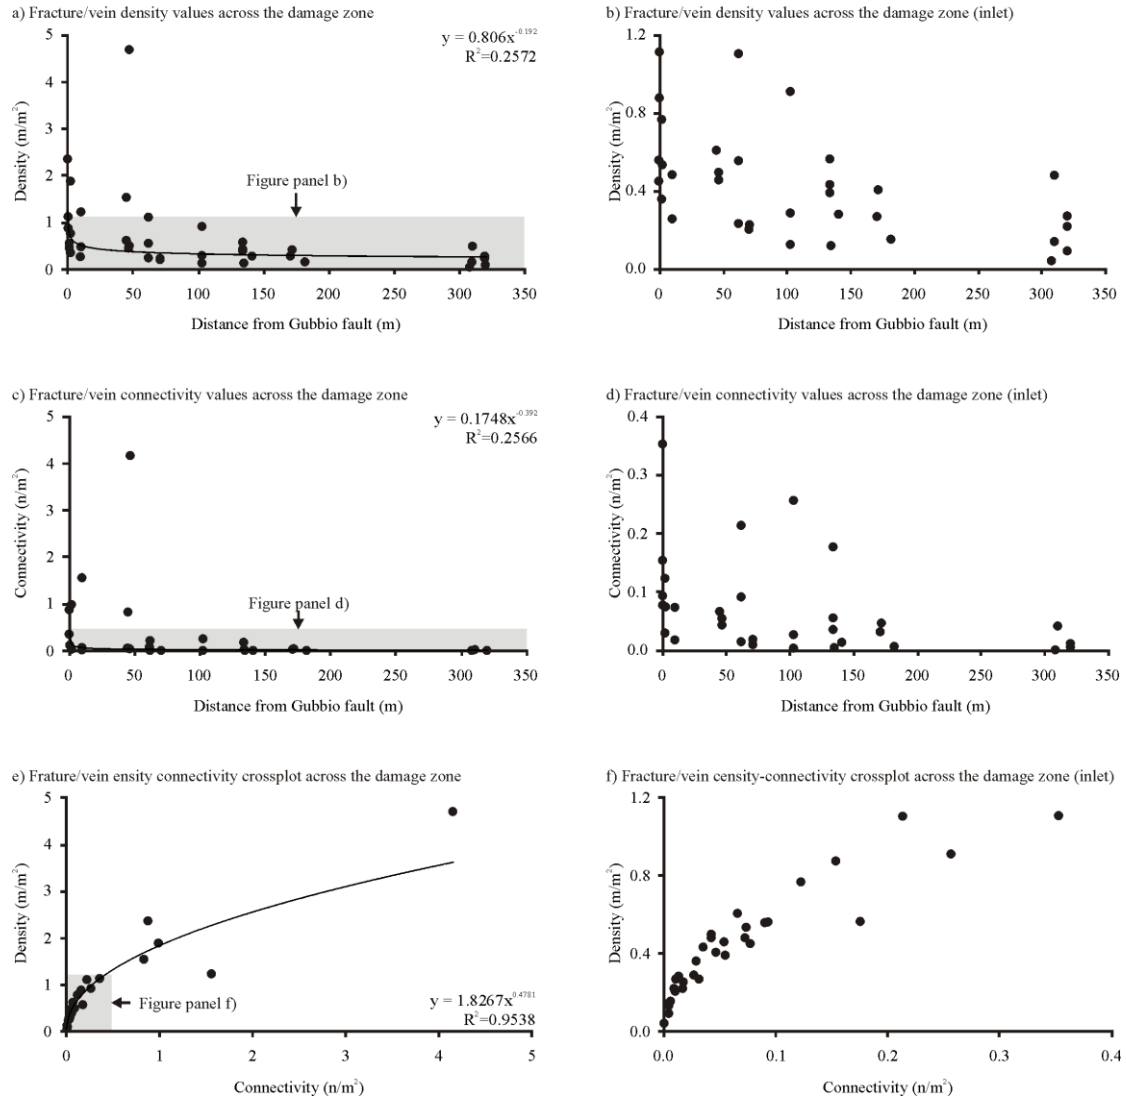 a) Fracture/vein density values across the damage zone
5
4
3
2
1
0
Density (m/m²)
y = 0.806x⁻⁰·¹⁹²
R²=0.2572
Figure panel b)
0 50 100 150 200 250 300 350
Distance from Gubbio fault (m)
b) Fracture/vein density values across the damage zone (inlet)
1.2
0.8
0.4
0.0
Density (m/m²)
0 50 100 150 200 250 300 350
Distance from Gubbio fault (m)
c) Fracture/vein connectivity values across the damage zone
5
4
3
2
1
0
Connectivity (n/m²)
y = 0.1748x⁻⁰·³⁹²
R²=0.2566
Figure panel d)
0 50 100 150 200 250 300 350
Distance from Gubbio fault (m)
d) Fracture/vein connectivity values across the damage zone (inlet)
0.4
0.3
0.2
0.1
0.0
Connectivity (n/m²)
0 50 100 150 200 250 300 350
Distance from Gubbio fault (m)
e) Frature/vein ensity connectivity crossplot across the damage zone
5
4
3
2
1
0
Density (m/m²)
Figure panel f)
y = 1.8267x⁰·⁴⁷⁸¹
R²=0.9538
0 1 2 3 4 5
Connectivity (n/m²)
f) Fracture/vein censity-connectivity crossplot across the damage zone (inlet)
1.2
0.8
0.4
0.0
Density (m/m²)
0.0 0.1 0.2 0.3 0.4
Connectivity (n/m²)